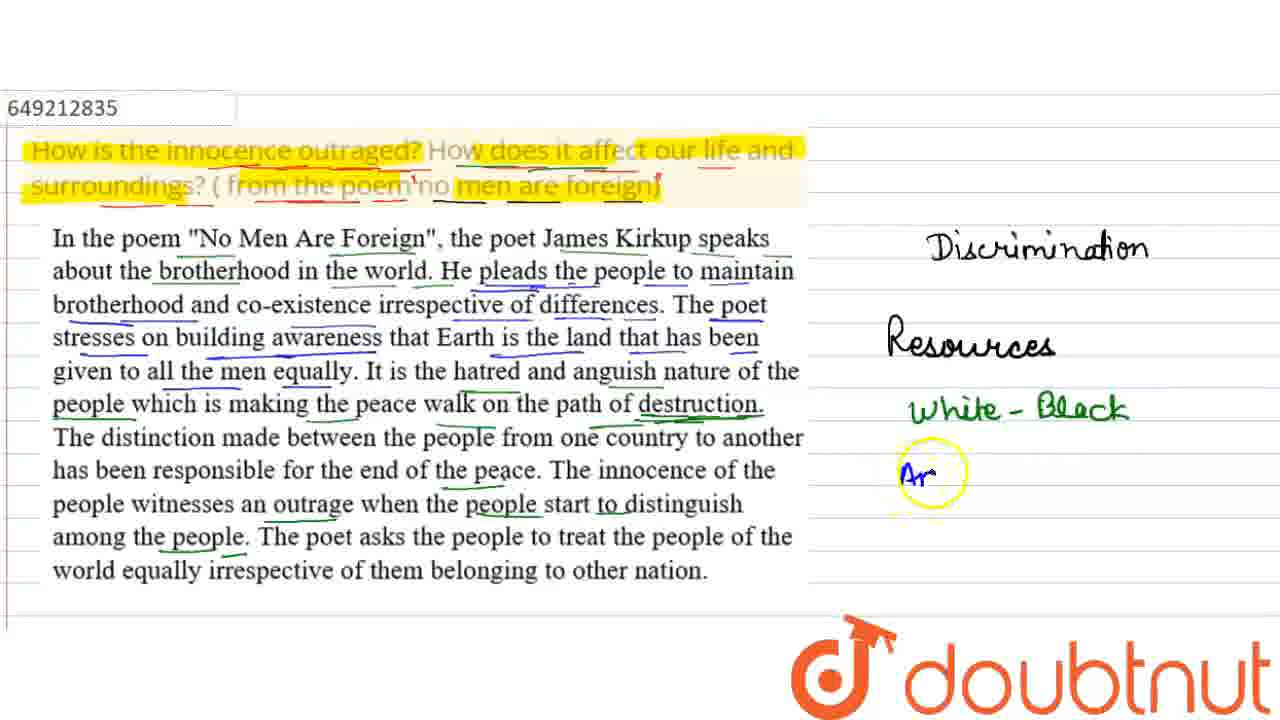 649212835
How is the innocence outraged? How does it affect our life and
surroundings? ( from the poem 'no men are foreign)'
In the poem "No Men Are Foreign", the poet James Kirkup speaks
about the brotherhood in the world. He pleads the people to maintain
brotherhood and co-existence irrespective of differences. The poet
stresses on building awareness that Earth is the land that has been
given to all the men equally. It is the hatred and anguish nature of the
people which is making the peace walk on the path of destruction.
The distinction made between the people from one country to another
has been responsible for the end of the peace. The innocence of the
people witnesses an outrage when the people start to distinguish
among the people. The poet asks the people to treat the people of the
world equally irrespective of them belonging to other nation.
Discrimination
Resources
White - Black
Am
doubtnut